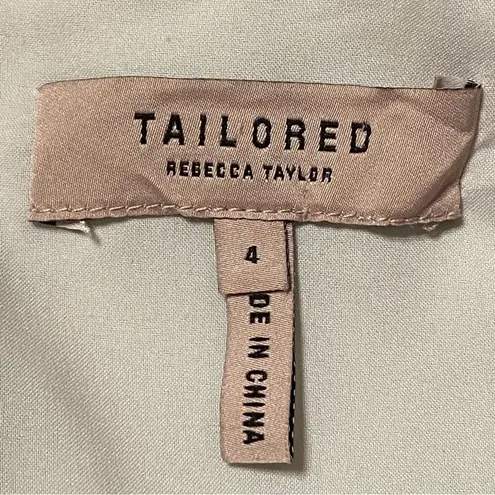 TAILORED
REBECCA TAYLOR
4
DE IN CHINA